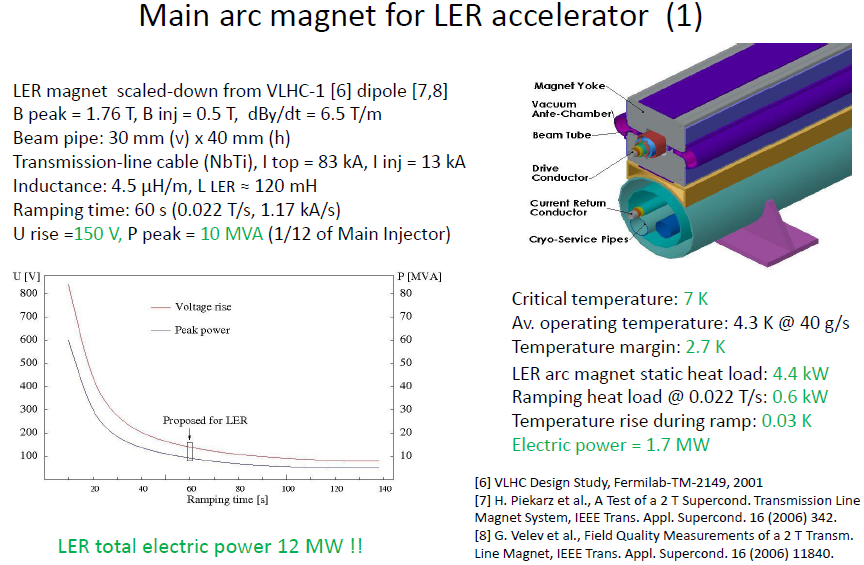 Main arc magnet for LER accelerator (1)
LER magnet scaled-down from VLHC-1 [6] dipole [7,8]
B peak = 1.76 T, B inj = 0.5 T, dBy/dt = 6.5 T/m
Beam pipe: 30 mm (v) x 40 mm (h)
Transmission-line cable (NbTi), I top = 83 kA, I inj = 13 kA
Inductance: 4.5 µH/m, L LER ≈ 120 mH
Ramping time: 60 s (0.022 T/s, 1.17 kA/s)
U rise =150 V, P peak = 10 MVA (1/12 of Main Injector)
Magnet Yoke
Vacuum
Ante-Chamber
Beam Tube
Drive
Conductor
Current Return
Conductor
Cryo-Service Pipes
U [V]
P [MVA]
800
700
600
500
400
300
200
100
80
70
60
50
40
30
20
10
Voltage rise
Peak power
Proposed for LER
20
40
60
80
100
120
140
Ramping time [s]
LER total electric power 12 MW !!
Critical temperature: 7 K
Av. operating temperature: 4.3 K @ 40 g/s
Temperature margin: 2.7 K
LER arc magnet static heat load: 4.4 kW
Ramping heat load @ 0.022 T/s: 0.6 kW
Temperature rise during ramp: 0.03 K
Electric power = 1.7 MW
[6] VLHC Design Study, Fermilab-TM-2149, 2001
[7] H. Piekarz et al., A Test of a 2 T Supercond. Transmission Line
Magnet System, IEEE Trans. Appl. Supercond. 16 (2006) 342.
[8] G. Velev et al., Field Quality Measurements of a 2 T Transm.
Line Magnet, IEEE Trans. Appl. Supercond. 16 (2006) 11840.